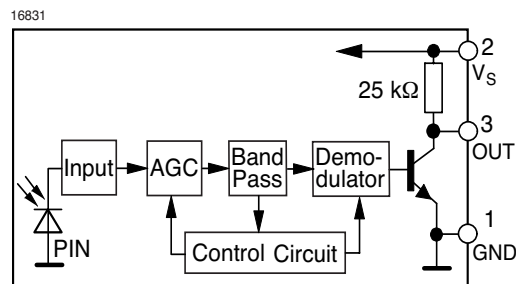 16831
2
V_S
25 kΩ
3
OUT
Input
AGC
Band
Pass
Demo-
dulator
PIN
Control Circuit
1
GND